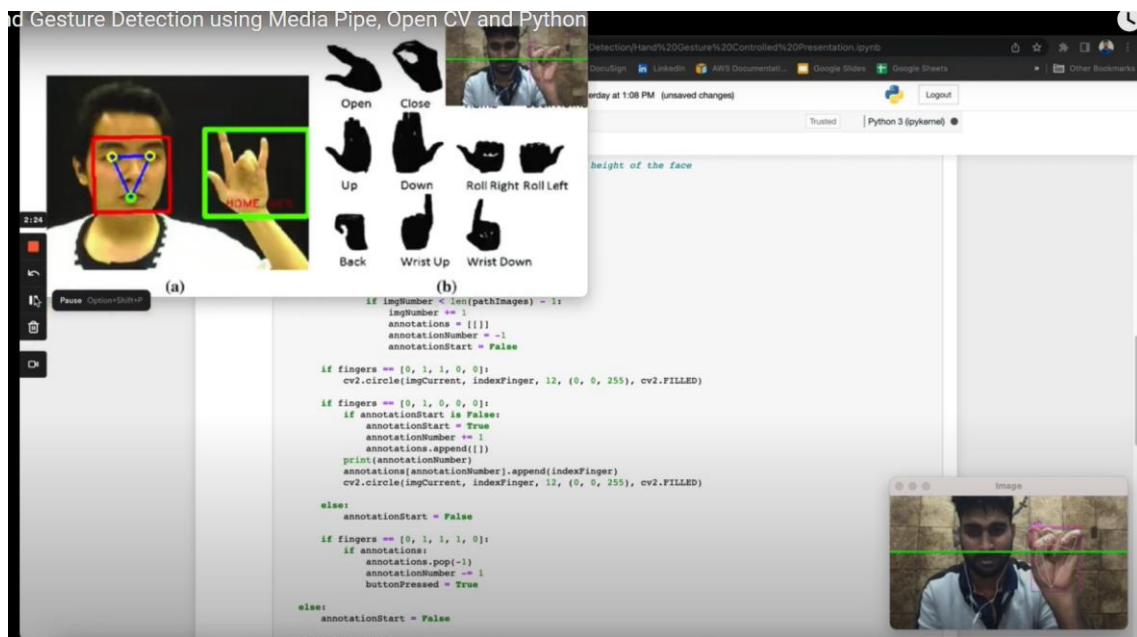 nd Gesture Detection using Media Pipe, Open CV and Python
Detection/Hand%20Gesture%20Controlled%20Presentation.ipynb
DocuSign LinkedIn AWS Documentati... Google Slides Google Sheets » Other Bookmarks
erday at 1:08 PM (unsaved changes) Logout
Trusted Python 3 (ipykernel)
Open Close
Up Down Roll Right Roll Left
Back Wrist Up Wrist Down
HOME
(a) (b)
2:24
Pause Option+Shift+P
height of the face
if imgNumber < len(pathImages) - 1:
imgNumber += 1
annotations = [[]]
annotationNumber = -1
annotationStart = False
if fingers == [0, 1, 1, 0, 0]:
cv2.circle(imgCurrent, indexFinger, 12, (0, 0, 255), cv2.FILLED)
if fingers == [0, 1, 0, 0, 0]:
if annotationStart is False:
annotationStart = True
annotationNumber += 1
annotations.append([])
print(annotationNumber)
annotations[annotationNumber].append(indexFinger)
cv2.circle(imgCurrent, indexFinger, 12, (0, 0, 255), cv2.FILLED)
else:
annotationStart = False
if fingers == [0, 1, 1, 1, 0]:
if annotations:
annotations.pop(-1)
annotationNumber -= 1
buttonPressed = True
else:
annotationStart = False
Image